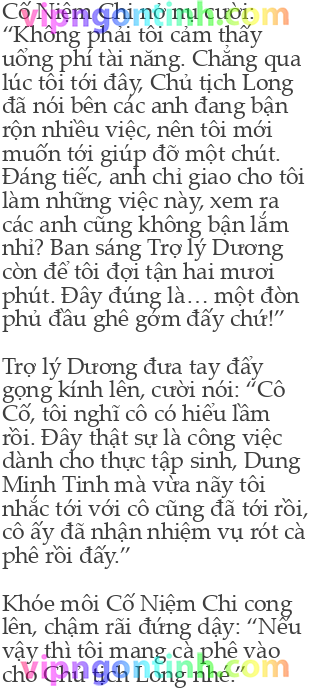 Cố Niệm Chi nở nụ cười:
“Không phải tôi cảm thấy
uổng phí tài năng. Chẳng qua
lúc tôi tới đây, Chủ tịch Long
đã nói bên các anh đang bận
rộn nhiều việc, nên tôi mới
muốn tới giúp đỡ một chút.
Đáng tiếc, anh chỉ giao cho tôi
làm những việc này, xem ra
các anh cũng không bận lắm
nhỉ? Ban sáng Trợ lý Dương
còn để tôi đợi tận hai mươi
phút. Đây đúng là… một đòn
phủ đầu ghê gớm đấy chứ!”
Trợ lý Dương đưa tay đẩy
gọng kính lên, cười nói: “Cô
Cố, tôi nghĩ cô có hiểu lầm
rồi. Đây thật sự là công việc
dành cho thực tập sinh, Dung
Minh Tinh mà vừa nãy tôi
nhắc tới với cô cũng đã tới rồi,
cô ấy đã nhận nhiệm vụ rót cà
phê rồi đấy.”
Khóe môi Cố Niệm Chi cong
lên, chậm rãi đứng dậy: “Nếu
vậy thì tôi mang cà phê vào
cho Chủ tịch Long nhé.”
vipngontinh.com
vipngontinh.com